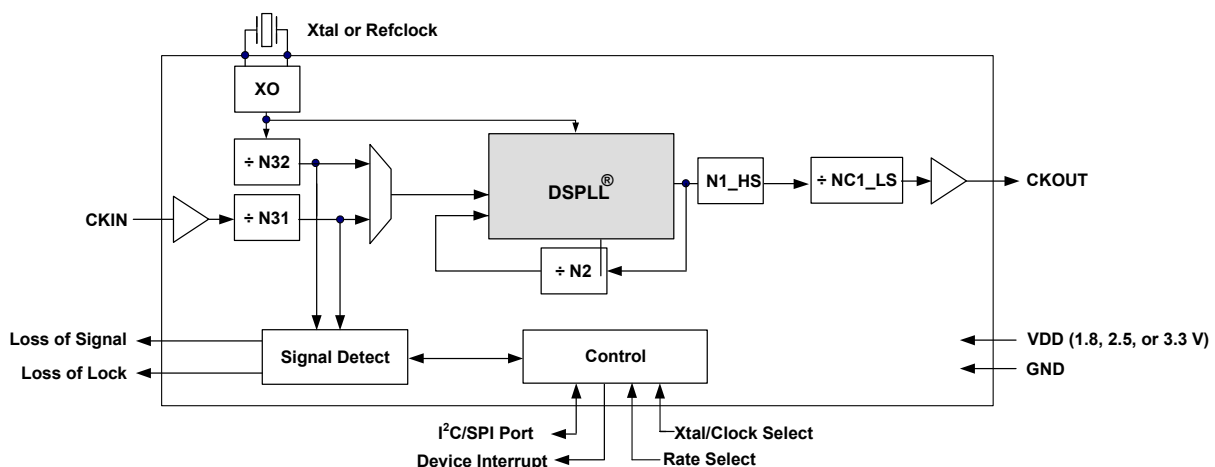 Xtal or Refclock
XO
÷ N32
DSPLL®
N1_HS
÷ NC1_LS
CKOUT
CKIN
÷ N31
÷ N2
Loss of Signal
Signal Detect
Control
VDD (1.8, 2.5, or 3.3 V)
Loss of Lock
GND
I²C/SPI Port
Xtal/Clock Select
Device Interrupt
Rate Select